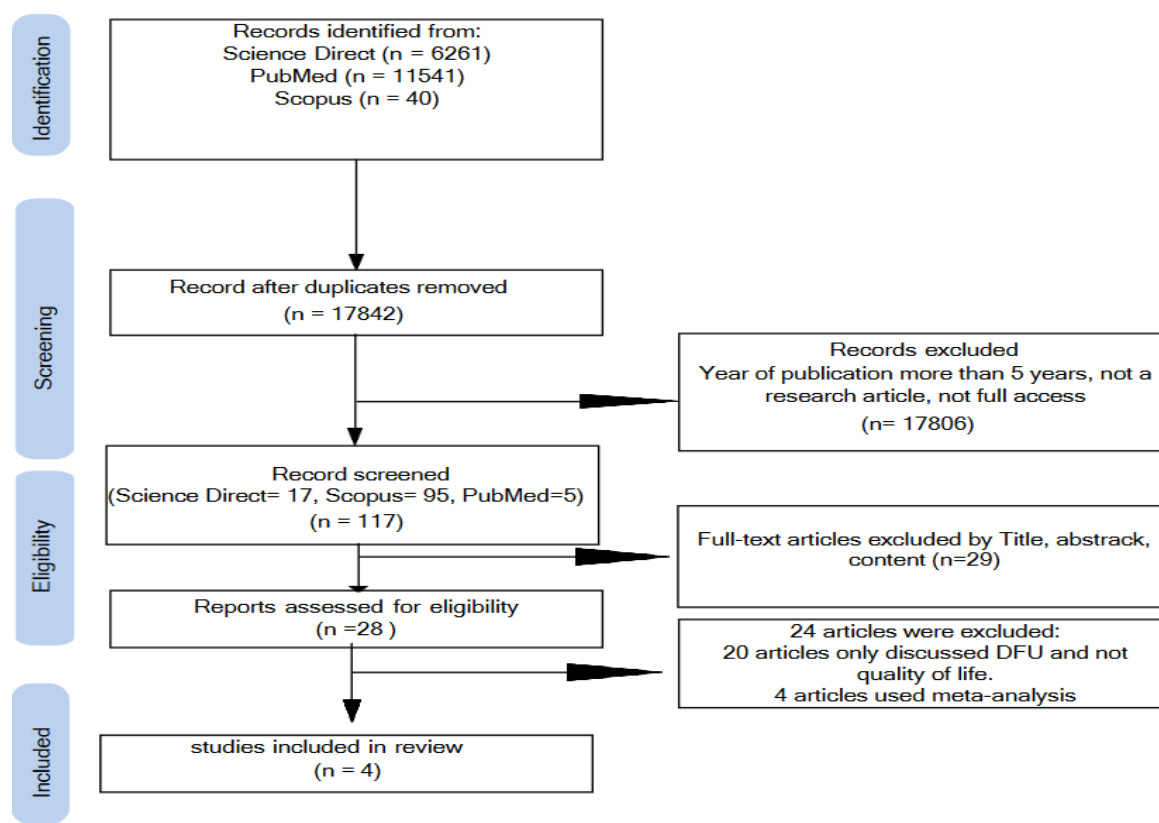 Identification
Records identified from:
Science Direct (n = 6261)
PubMed (n = 11541)
Scopus (n = 40)
Screening
Record after duplicates removed
(n = 17842)
Records excluded
Year of publication more than 5 years, not a
research article, not full access
(n= 17806)
Eligibility
Record screened
(Science Direct= 17, Scopus= 95, PubMed=5)
(n = 117)
Full-text articles excluded by Title, abstrack,
content (n=29)
Reports assessed for eligibility
(n =28 )
24 articles were excluded:
20 articles only discussed DFU and not
quality of life.
4 articles used meta-analysis
Included
studies included in review
(n = 4)